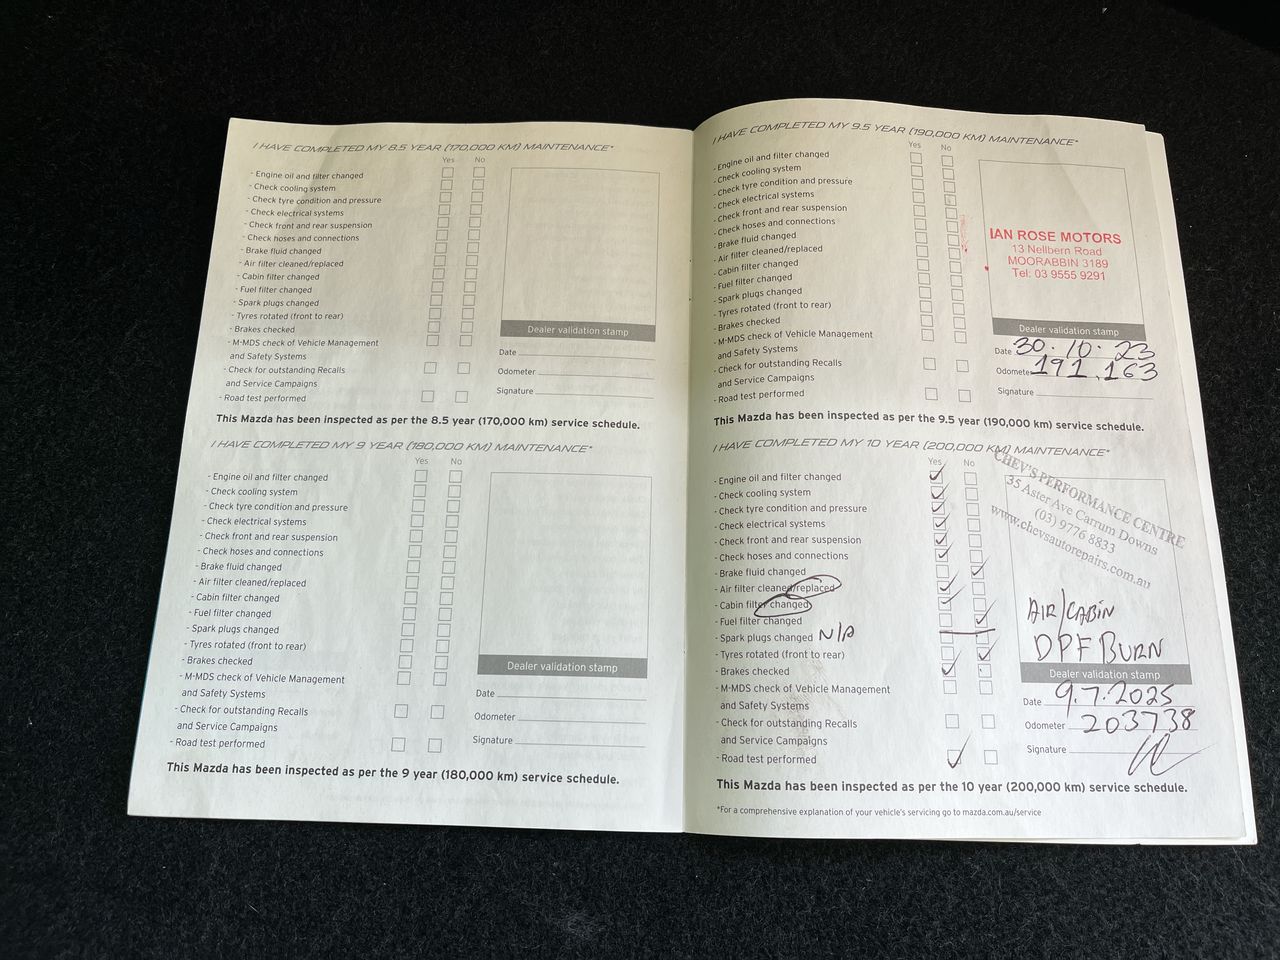 I HAVE COMPLETED MY 8.5 YEAR (170,000 KM) MAINTENANCE*
Yes No
- Engine oil and filter changed
- Check cooling system
- Check tyre condition and pressure
- Check electrical systems
- Check front and rear suspension
- Check hoses and connections
- Brake fluid changed
- Air filter cleaned/replaced
- Cabin filter changed
- Fuel filter changed
- Spark plugs changed
- Tyres rotated (front to rear)
- Brakes checked
- M-MDS check of Vehicle Management
and Safety Systems
- Check for outstanding Recalls
and Service Campaigns
- Road test performed
Dealer validation stamp
Date
Odometer
Signature
This Mazda has been inspected as per the 8.5 year (170,000 km) service schedule.
I HAVE COMPLETED MY 9 YEAR (180,000 KM) MAINTENANCE*
Yes No
- Engine oil and filter changed
- Check cooling system
- Check tyre condition and pressure
- Check electrical systems
- Check front and rear suspension
- Check hoses and connections
- Brake fluid changed
- Air filter cleaned/replaced
- Cabin filter changed
- Fuel filter changed
- Spark plugs changed
- Tyres rotated (front to rear)
- Brakes checked
- M-MDS check of Vehicle Management
and Safety Systems
- Check for outstanding Recalls
and Service Campaigns
- Road test performed
Dealer validation stamp
Date
Odometer
Signature
This Mazda has been inspected as per the 9 year (180,000 km) service schedule.
I HAVE COMPLETED MY 9.5 YEAR (190,000 KM) MAINTENANCE*
Yes No
- Engine oil and filter changed
- Check cooling system
- Check tyre condition and pressure
- Check electrical systems
- Check front and rear suspension
- Check hoses and connections
- Brake fluid changed
- Air filter cleaned/replaced
- Cabin filter changed
- Fuel filter changed
- Spark plugs changed
- Tyres rotated (front to rear)
- Brakes checked
- M-MDS check of Vehicle Management
and Safety Systems
- Check for outstanding Recalls
and Service Campaigns
- Road test performed
IAN ROSE MOTORS
13 Nellbern Road
MOORABBIN 3189
Tel: 03 9555 9291
Dealer validation stamp
Date 30.10.23
Odometer 191,163
Signature
This Mazda has been inspected as per the 9.5 year (190,000 km) service schedule.
I HAVE COMPLETED MY 10 YEAR (200,000 KM) MAINTENANCE*
Yes No
- Engine oil and filter changed
- Check cooling system
- Check tyre condition and pressure
- Check electrical systems
- Check front and rear suspension
- Check hoses and connections
- Brake fluid changed
- Air filter cleaned/replaced
- Cabin filter changed
- Fuel filter changed
- Spark plugs changed N/A
- Tyres rotated (front to rear)
- Brakes checked
- M-MDS check of Vehicle Management
and Safety Systems
- Check for outstanding Recalls
and Service Campaigns
- Road test performed
CHEV'S PERFORMANCE CENTRE
35 Aster Ave Carrum Downs
(03) 9776 8833
www.chevsautorepairs.com.au
AIR/CABIN
DPF BURN
Dealer validation stamp
Date 9.7.2025
Odometer 203738
Signature
This Mazda has been inspected as per the 10 year (200,000 km) service schedule.
*For a comprehensive explanation of your vehicle's servicing go to mazda.com.au/service